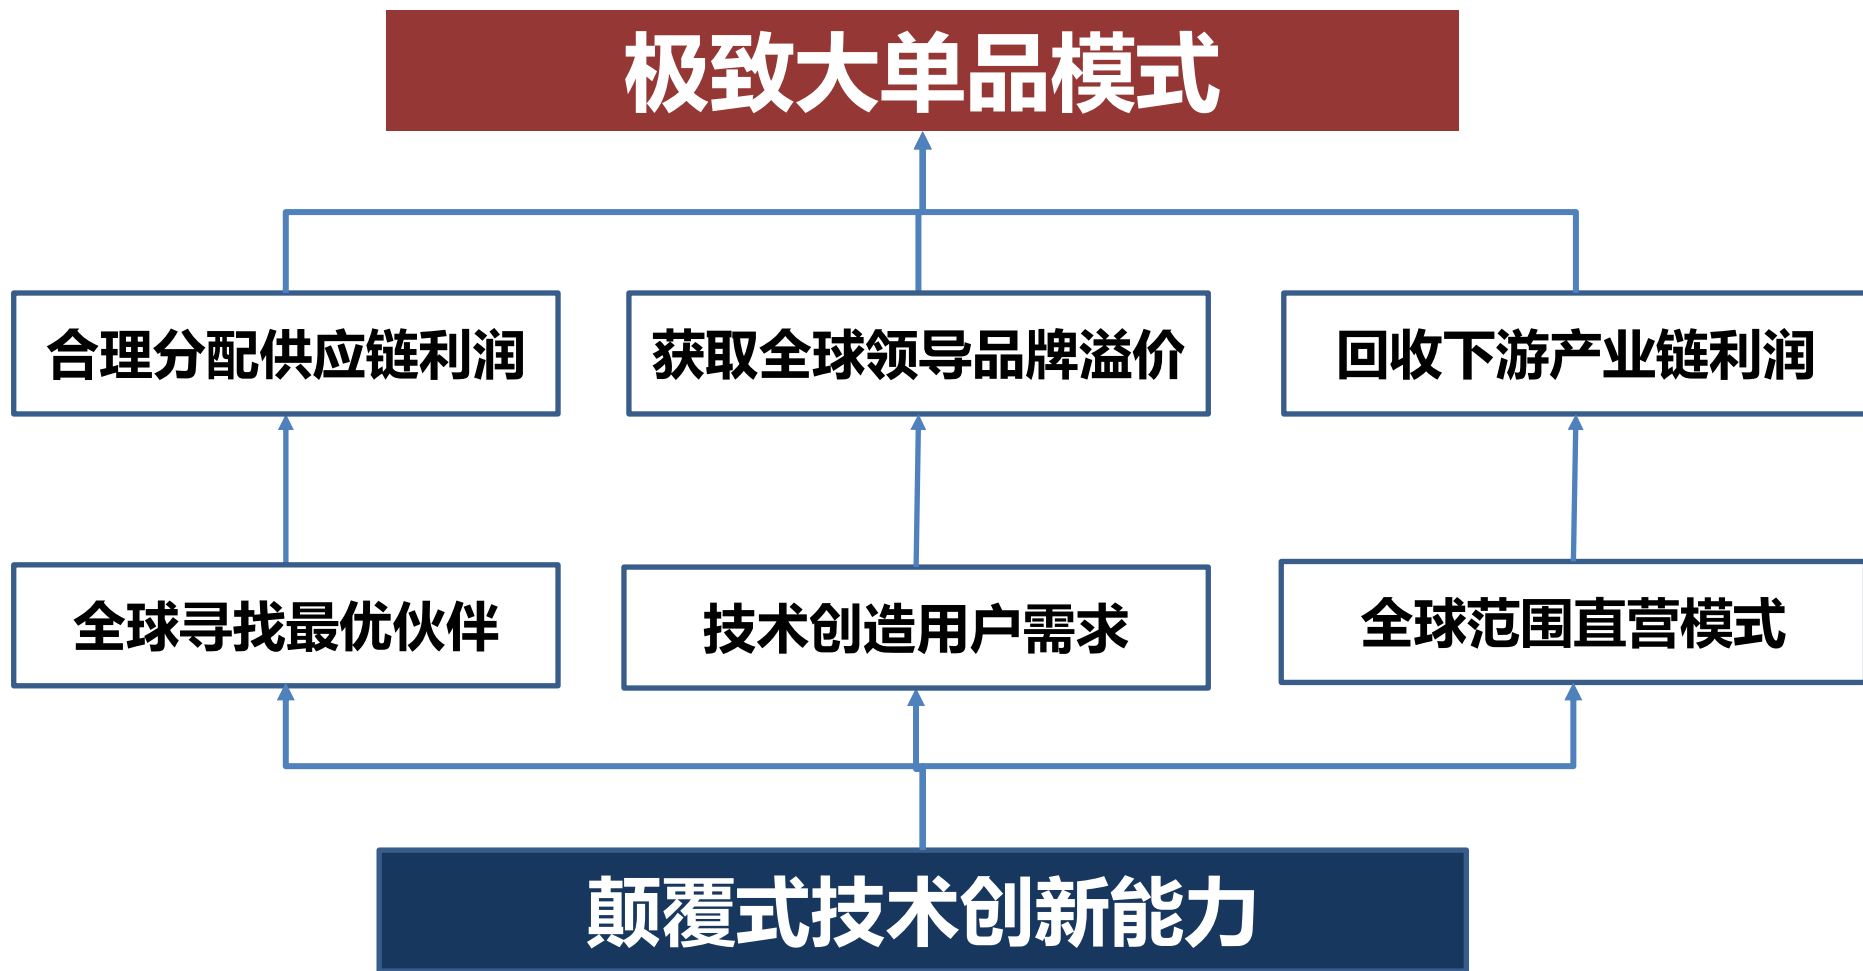 极致大单品模式
合理分配供应链利润
获取全球领导品牌溢价
回收下游产业链利润
全球寻找最优伙伴
技术创造用户需求
全球范围直营模式
颠覆式技术创新能力